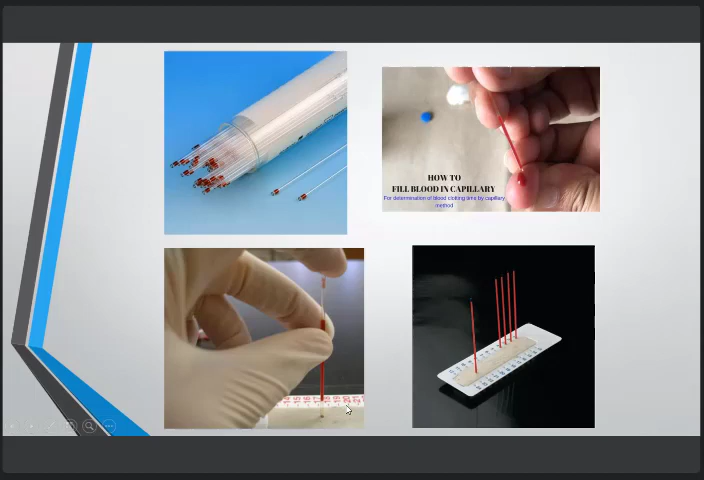 HOW TO
FILL BLOOD IN CAPILLARY
For determination of blood clotting time by capillary
method